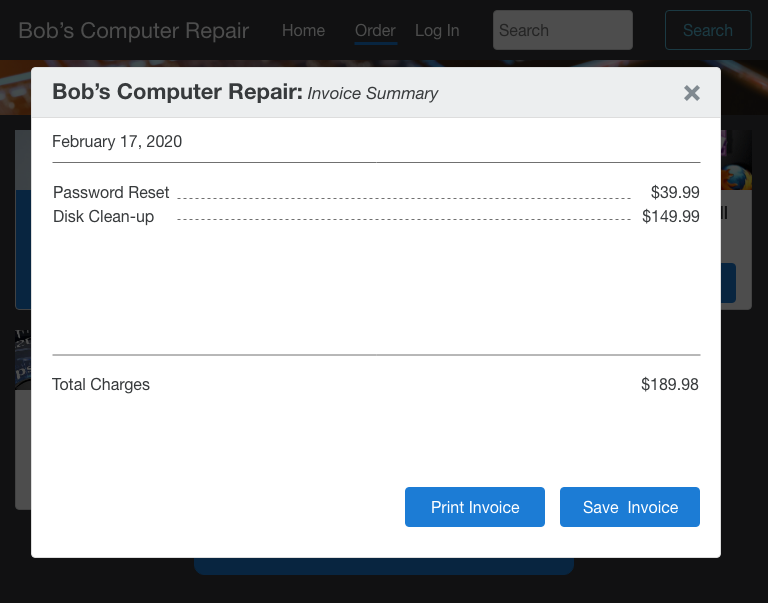 Bob’s Computer Repair Home Order Log In Search Search
Bob’s Computer Repair: Invoice Summary
February 17, 2020
Password Reset $39.99
Disk Clean-up $149.99
Total Charges $189.98
Print Invoice Save Invoice